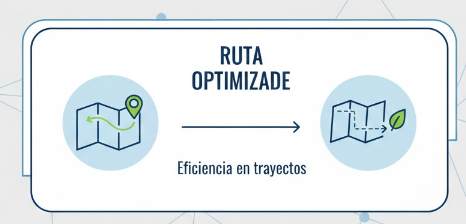 RUTA
OPTIMIZADE
Eficiencia en trayectos